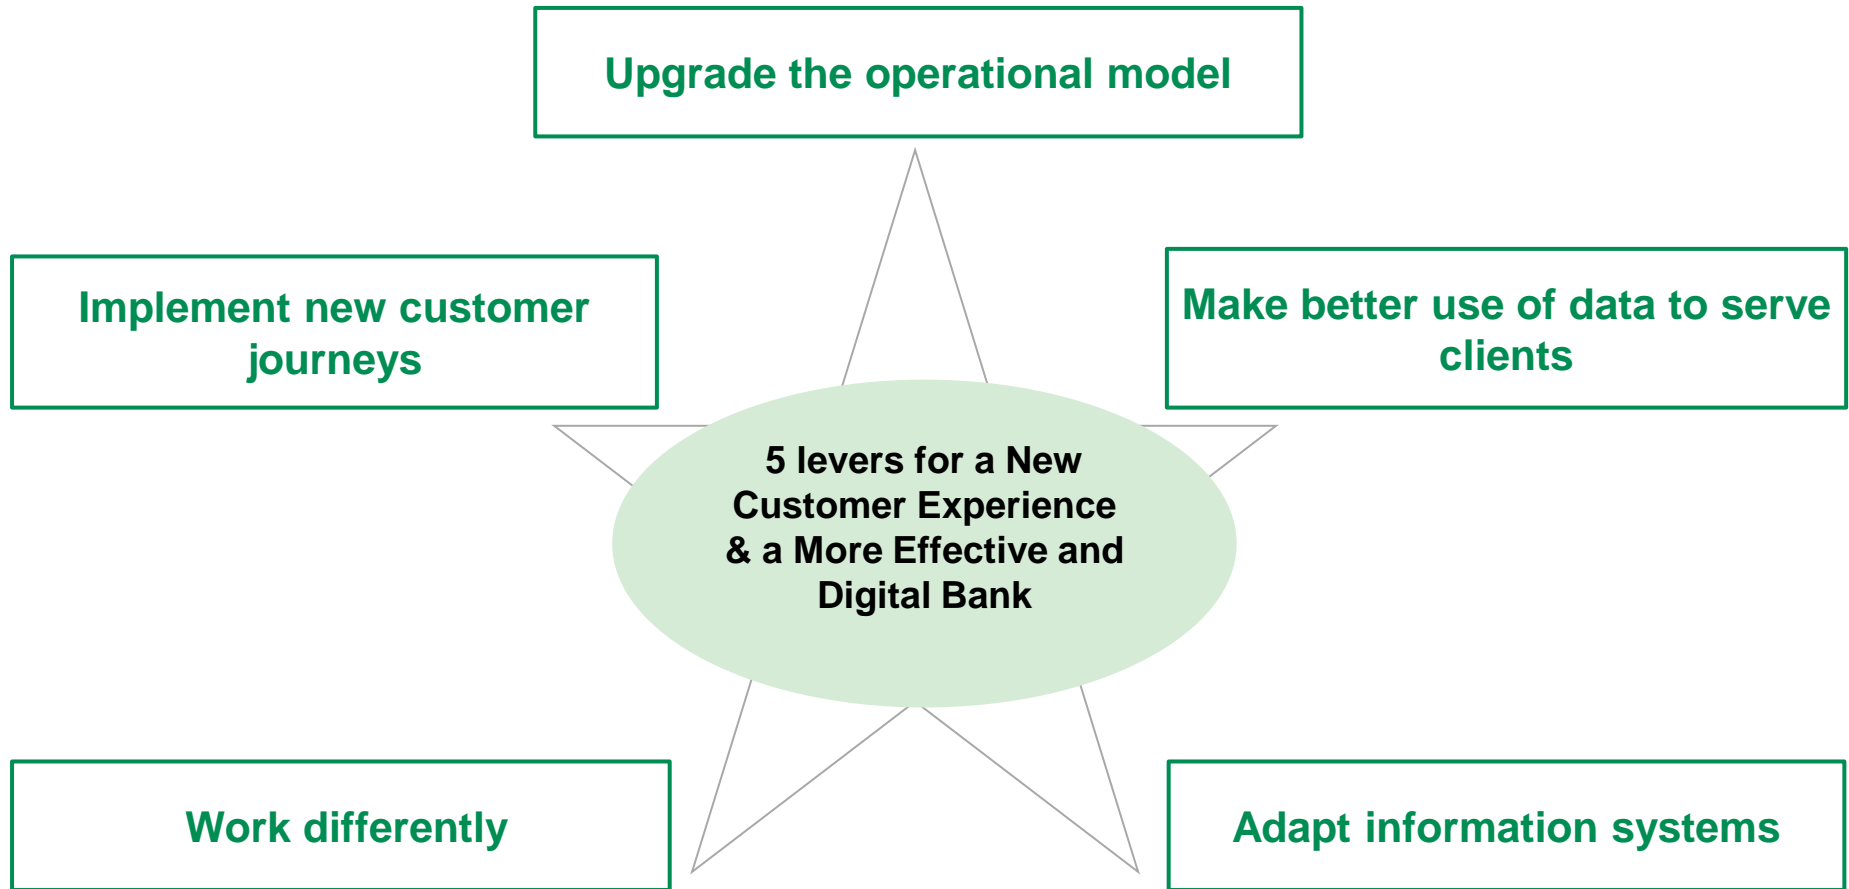 Upgrade the operational model
Implement new customer
journeys
Make better use of data to serve
clients
5 levers for a New
Customer Experience
& a More Effective and
Digital Bank
Work differently
Adapt information systems